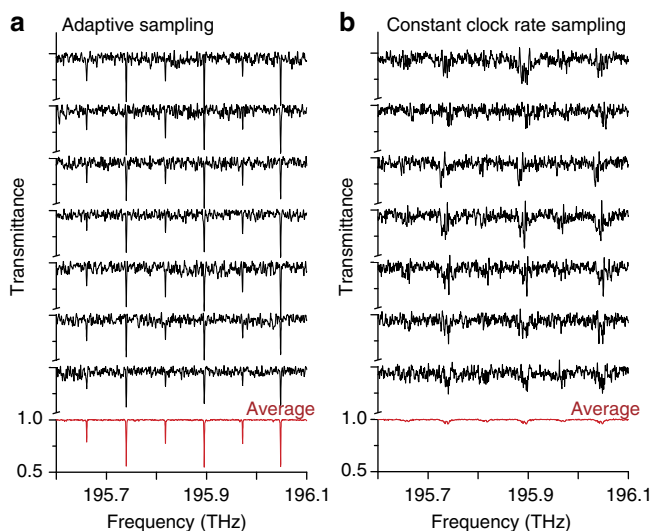 a Adaptive sampling
b Constant clock rate sampling
Transmittance
Transmittance
Average
Average
1.0
0.5
1.0
0.5
195.7
195.9
196.1
195.7
195.9
196.1
Frequency (THz)
Frequency (THz)